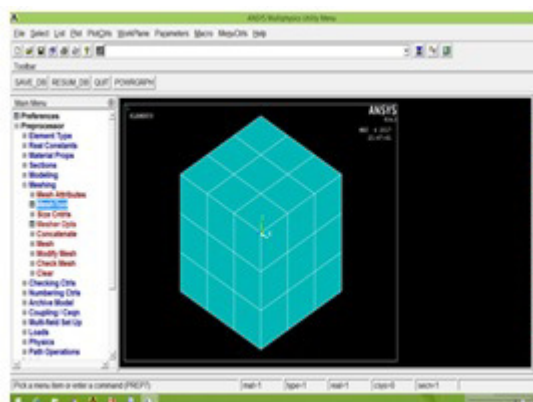 ANSYS Multiphysics Utility Menu
File Select List Plot PlotCtrls WorkPlane Parameters Macro MenuCtrls Help
Toolbar
SAVE_DB RESUM_DB QUIT POWRGRPH
Main Menu
Preferences
Preprocessor
Element Type
Real Constants
Material Props
Sections
Modeling
Meshing
Mesh Attributes
MeshTool
Size Cntrls
Mesher Opts
Concatenate
Mesh
Modify Mesh
Check Mesh
Clear
Checking Ctrls
Numbering Ctrls
Archive Model
Coupling / Ceqn
Multi-field Set Up
Loads
Physics
Path Operations
ELEMENTS
ANSYS
Pick a menu item or enter a command (PREP7)
mat=1
type=1
real=1
csys=0
secn=1